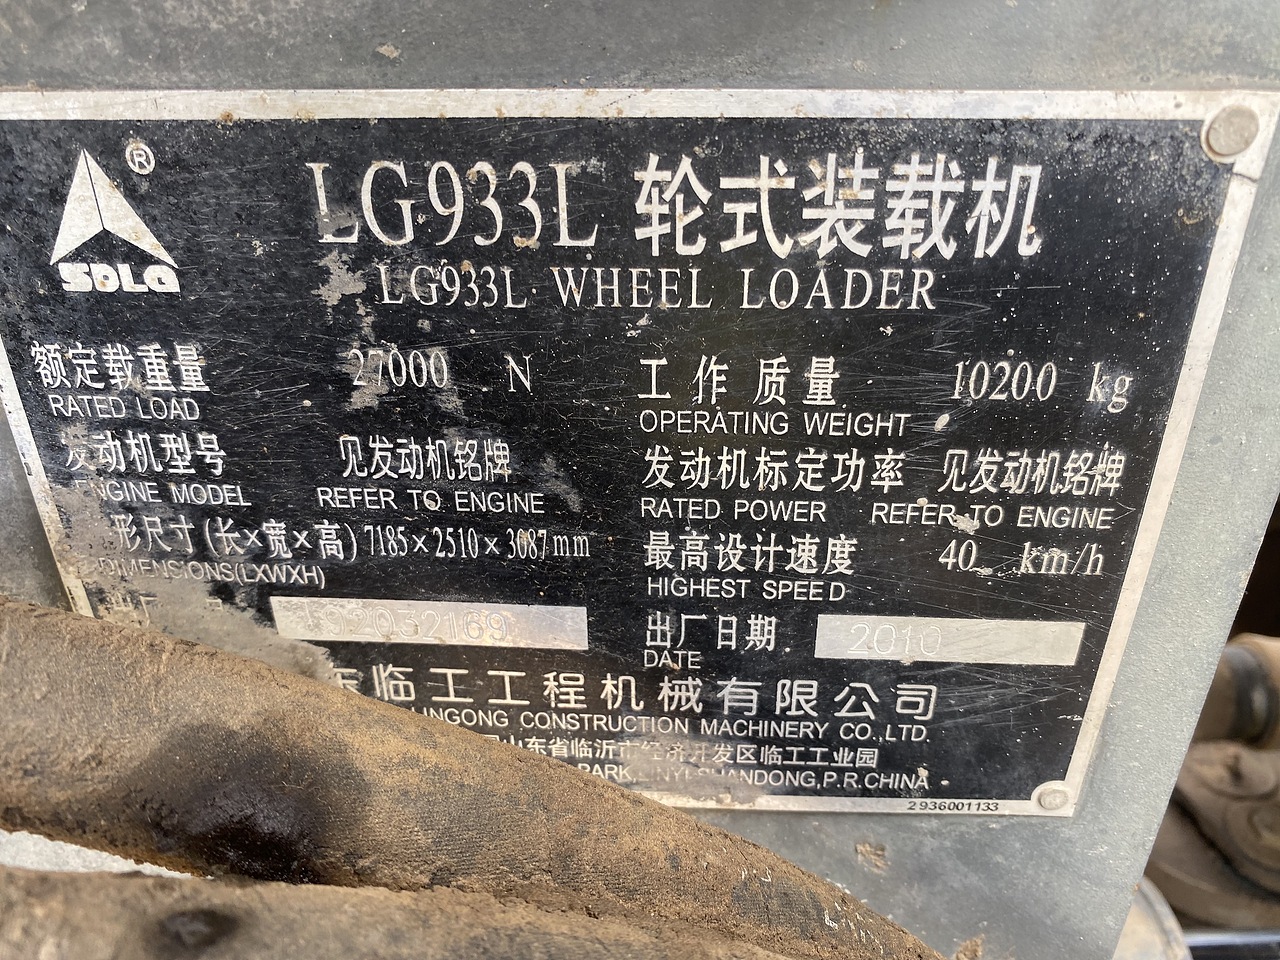 ®
SDLG
LG933L 轮式装载机
LG933L WHEEL LOADER
额定载重量 27000 N
RATED LOAD
工作质量 10200 kg
OPERATING WEIGHT
发动机型号 见发动机铭牌
ENGINE MODEL REFER TO ENGINE
发动机标定功率 见发动机铭牌
RATED POWER REFER TO ENGINE
形尺寸(长×宽×高) 7185×2510×3087mm
DIMENSIONS(LXWXH)
最高设计速度 40 km/h
HIGHEST SPEED
出厂日期 2010
DATE
2032169
东临工工程机械有限公司
LINGONG CONSTRUCTION MACHINERY CO.,LTD.
山东省临沂市经济开发区临工工业园
PARK, LINYI SHANDONG,P.R.CHINA
2936001133